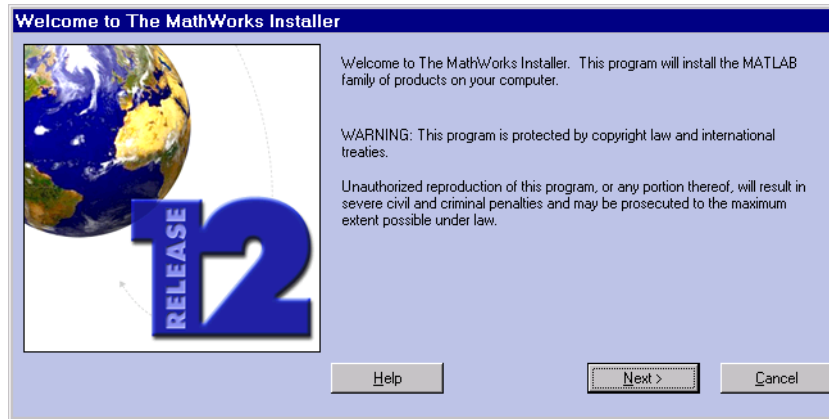 Welcome to The MathWorks Installer
Welcome to The MathWorks Installer. This program will install the MATLAB
family of products on your computer.
WARNING: This program is protected by copyright law and international
treaties.
Unauthorized reproduction of this program, or any portion thereof, will result in
severe civil and criminal penalties and may be prosecuted to the maximum
extent possible under law.
RELEASE 12
Help
Next >
Cancel